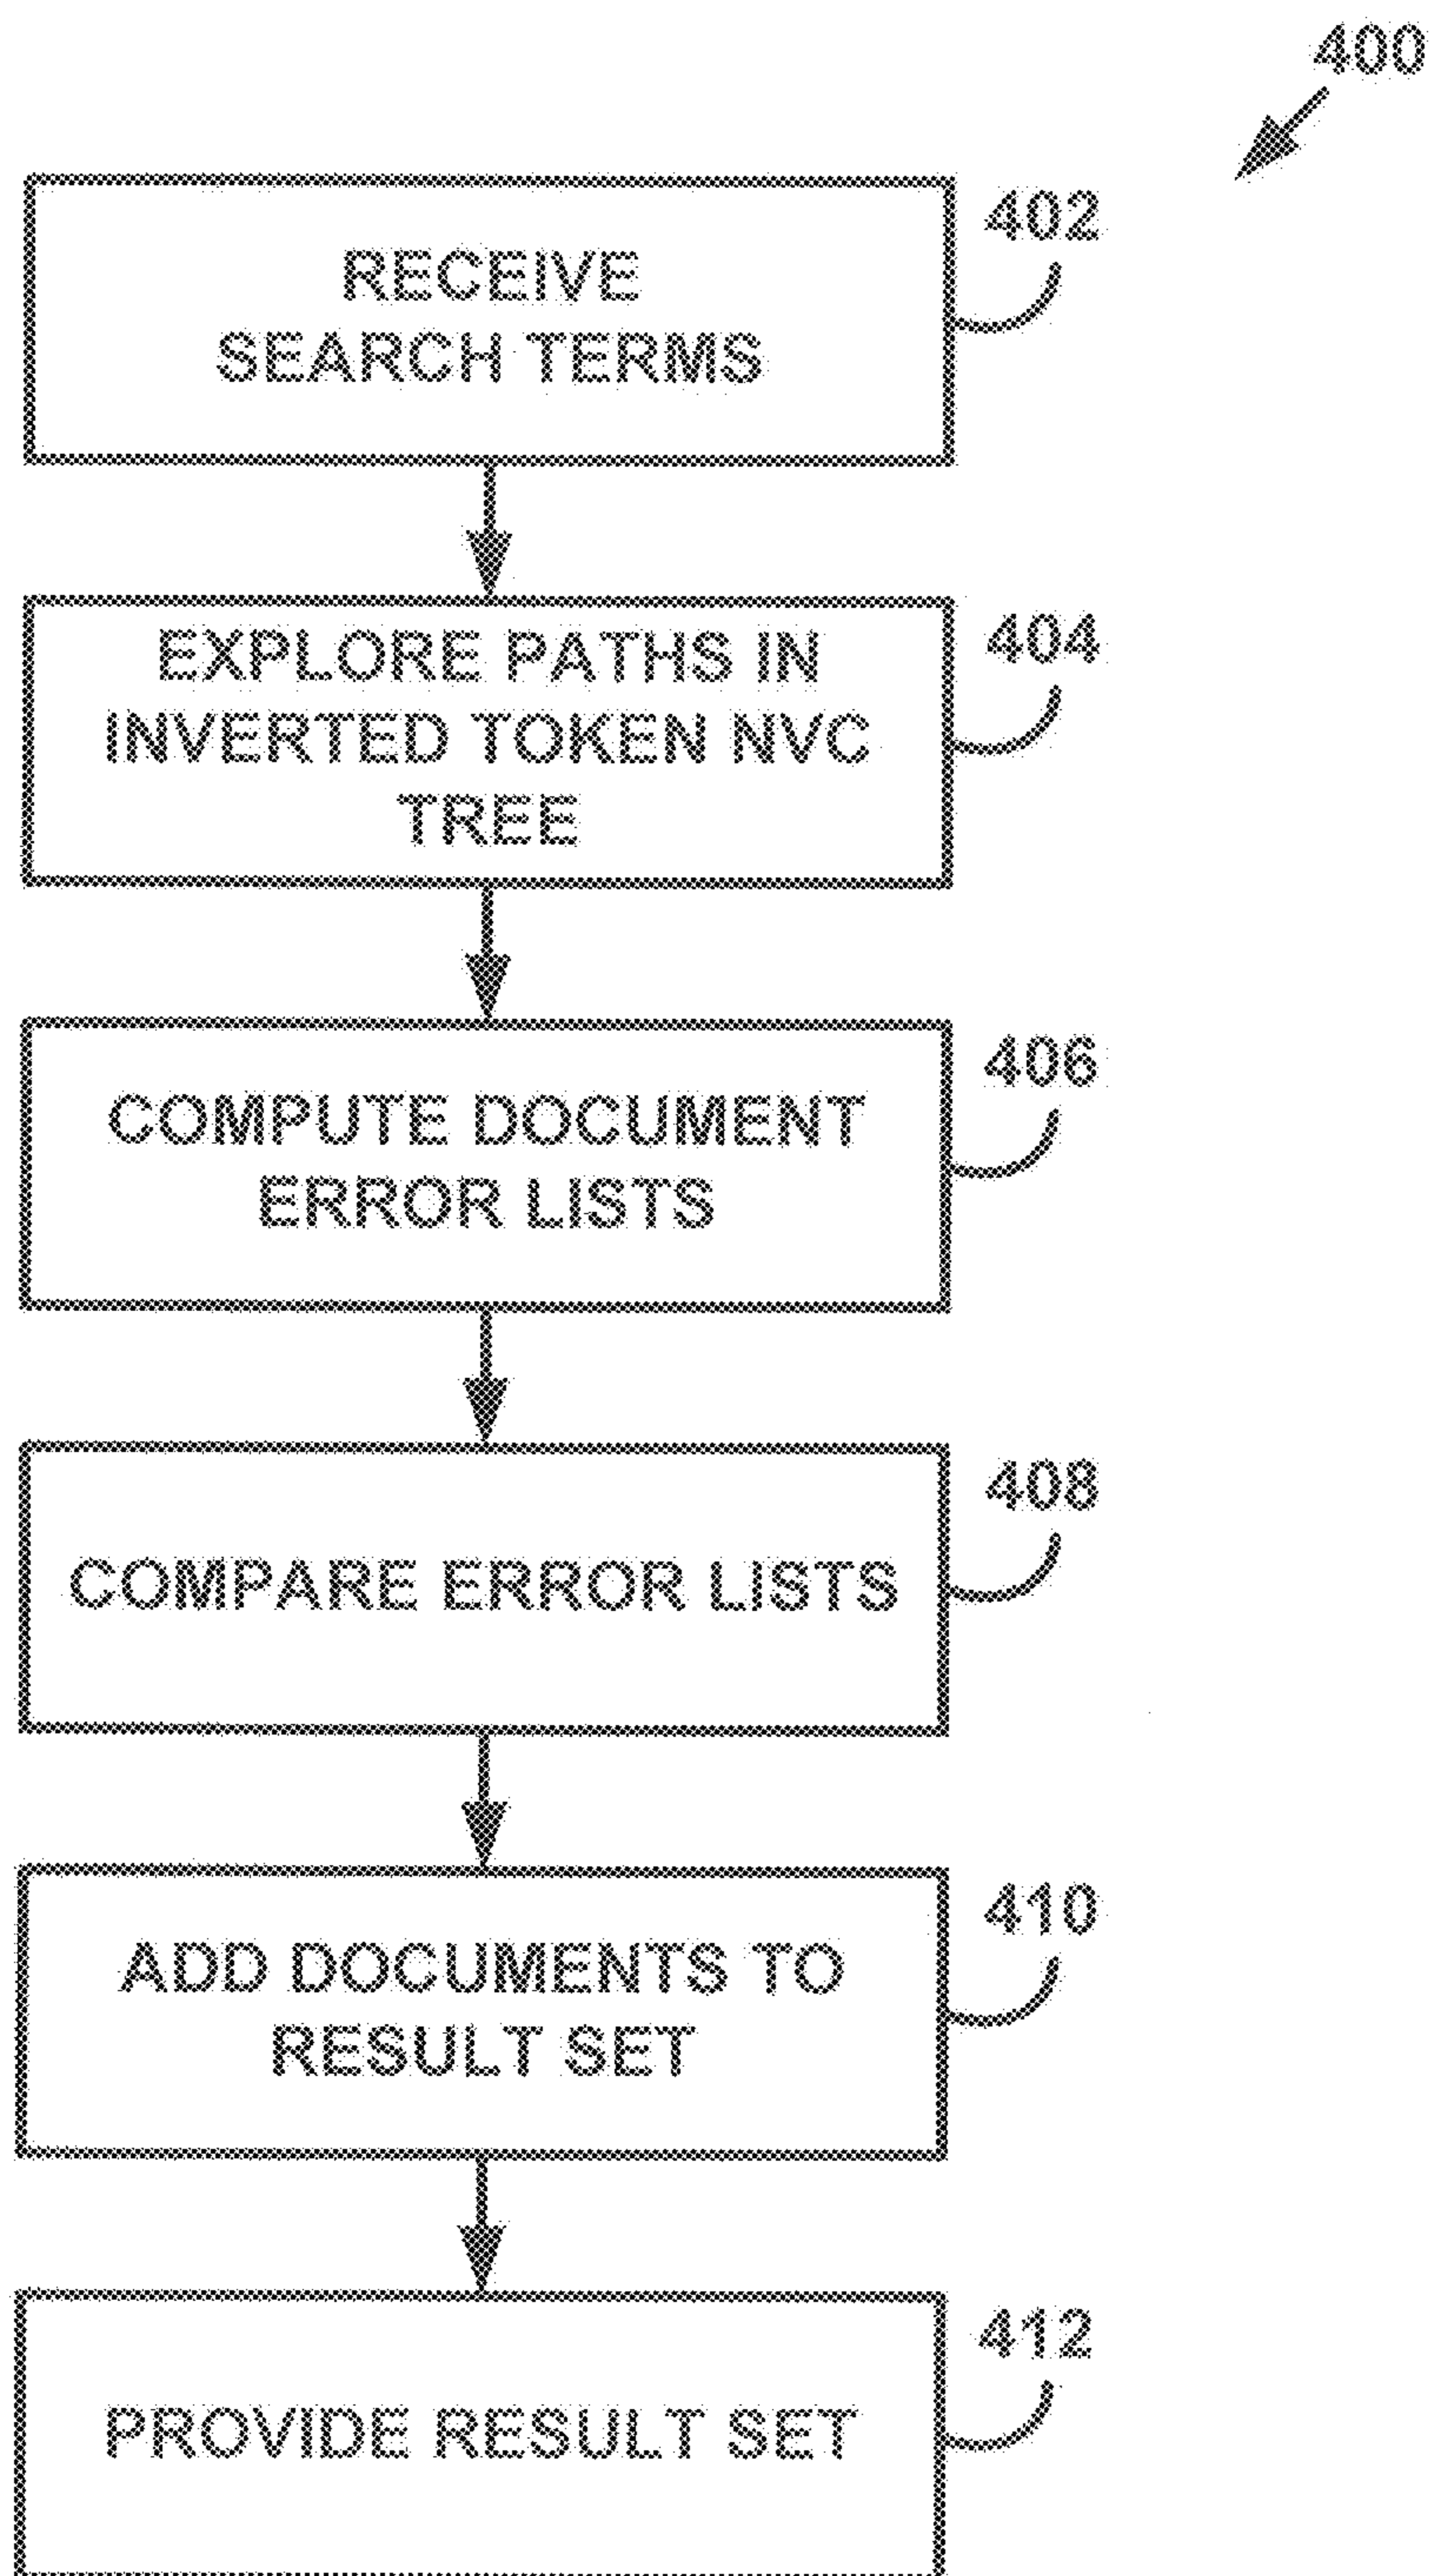 400
402
RECEIVE
SEARCH TERMS
404
EXPLORE PATHS IN
INVERTED TOKEN NVC
TREE
406
COMPUTE DOCUMENT
ERROR LISTS
408
COMPARE ERROR LISTS
410
ADD DOCUMENTS TO
RESULT SET
412
PROVIDE RESULT SET